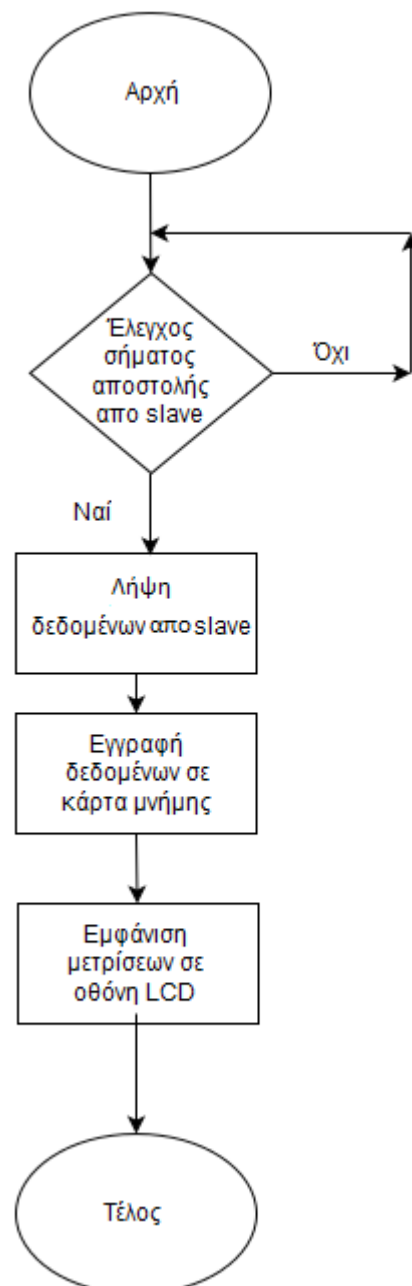 Αρχή
Έλεγχος
σήματος
αποστολής
απο slave
Όχι
Ναί
Λήψη
δεδομένων απο slave
Εγγραφή
δεδομένων σε
κάρτα μνήμης
Εμφάνιση
μετρίσεων σε
οθόνη LCD
Τέλος